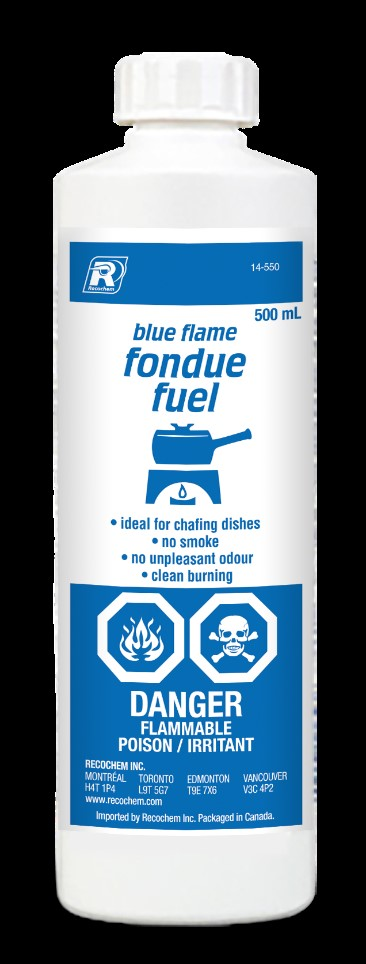 R
Recochem
14-550
500 mL
blue flame
fondue
fuel
• ideal for chafing dishes
• no smoke
• no unpleasant odour
• clean burning
DANGER
FLAMMABLE
POISON / IRRITANT
RECOCHEM INC.
MONTRÉAL TORONTO EDMONTON VANCOUVER
H4T 1P4 L9T 5G7 T9E 7X6 V3C 4P2
www.recochem.com
Imported by Recochem Inc. Packaged in Canada.